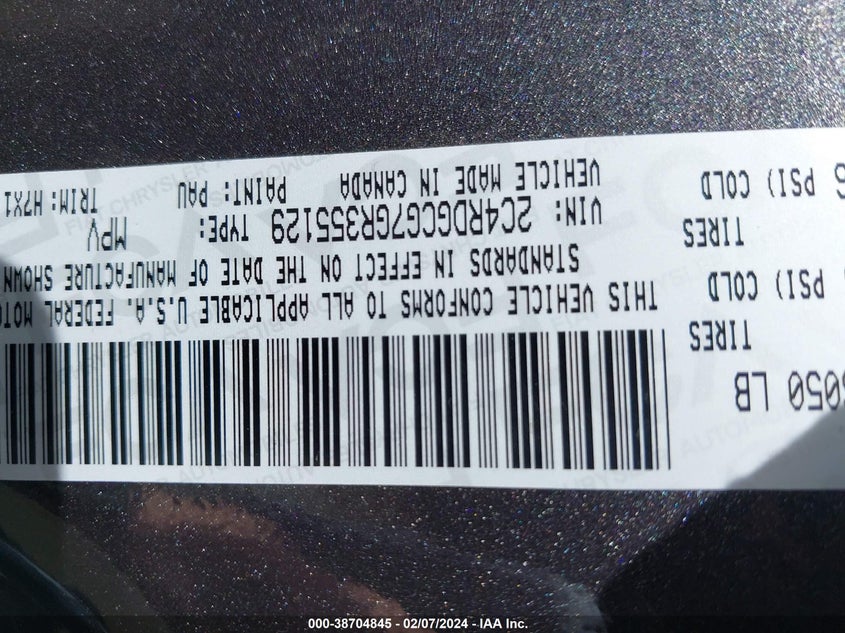 6050 LB
TIRES
PSI) COLD
TIRES
PSI) COLD
THIS VEHICLE CONFORMS TO ALL APPLICABLE U.S.A. FEDERAL MOTO
STANDARDS IN EFFECT ON THE DATE OF MANUFACTURE SHOWN
VIN: 2C4RDGCG7GR355129 TYPE: MPV
VEHICLE MADE IN CANADA PAINT: PAU TRIM: H7X1
000-38704845 - 02/07/2024 - IAA Inc.